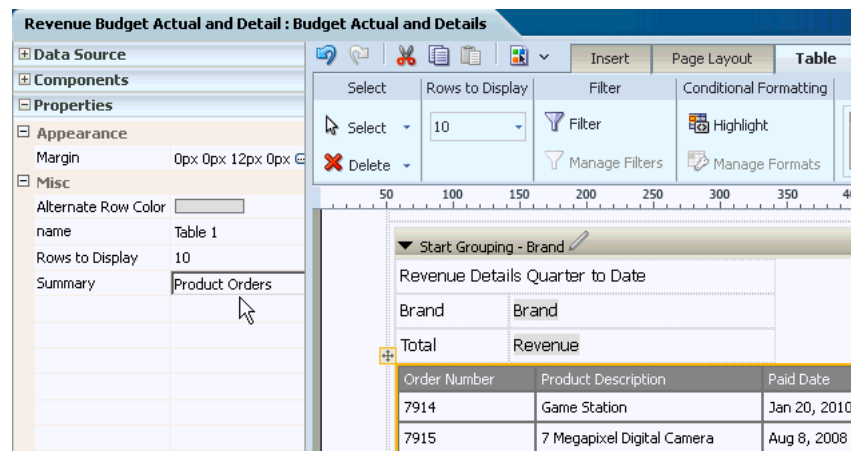 Revenue Budget Actual and Detail : Budget Actual and Details
Data Source
Components
Properties
Appearance
Margin 0px 0px 12px 0px
Misc
Alternate Row Color
name Table 1
Rows to Display 10
Summary Product Orders
Insert Page Layout Table
Select Rows to Display Filter Conditional Formatting
Select 10 Filter Highlight
Delete Manage Filters Manage Formats
50 100 150 200 250 300 350
Start Grouping - Brand
Revenue Details Quarter to Date
Brand Brand
Total Revenue
Order Number Product Description Paid Date
7914 Game Station Jan 20, 2010
7915 7 Megapixel Digital Camera Aug 8, 2008